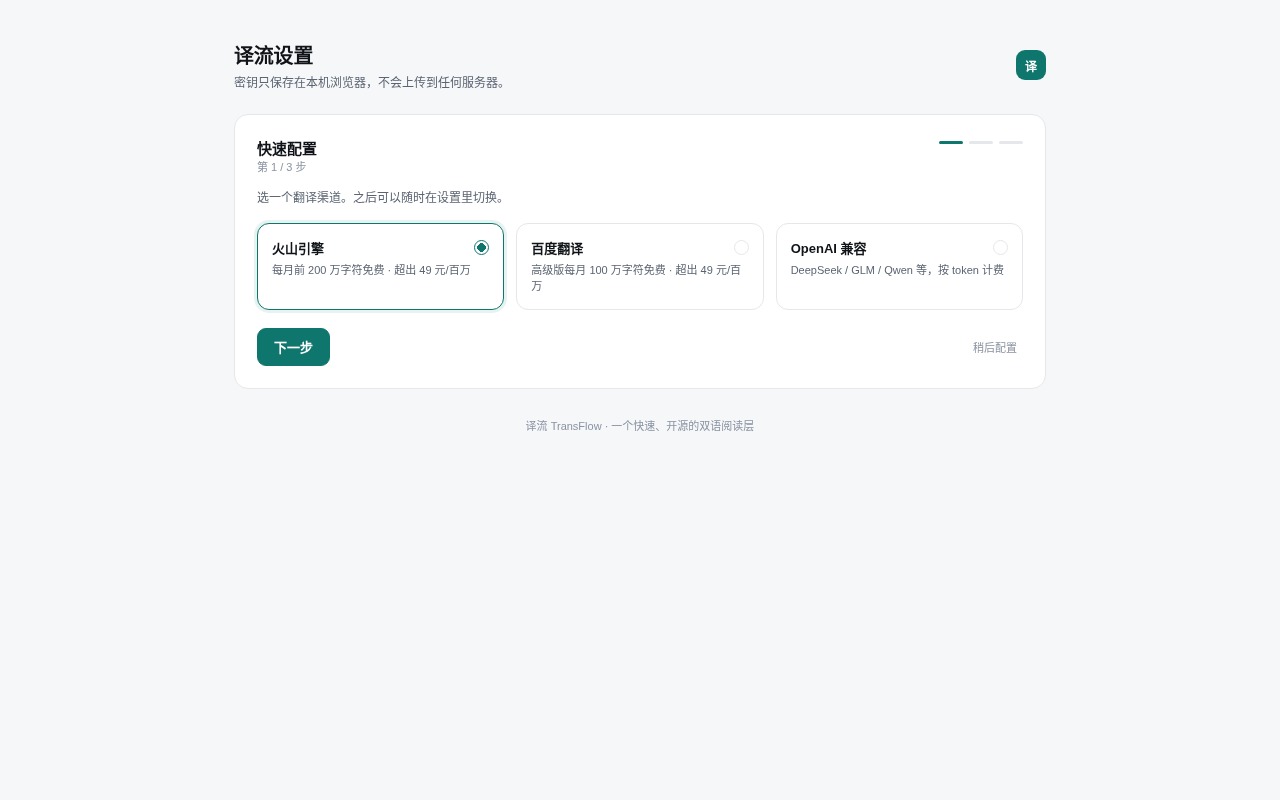 译流设置
密钥只保存在本机浏览器，不会上传到任何服务器。
译
快速配置
第 1 / 3 步
选一个翻译渠道。之后可以随时在设置里切换。
火山引擎
每月前 200 万字符免费 · 超出 49 元/百万
百度翻译
高级版每月 100 万字符免费 · 超出 49 元/百
万
OpenAI 兼容
DeepSeek / GLM / Qwen 等，按 token 计费
下一步
稍后配置
译流 TransFlow · 一个快速、开源的双语阅读层